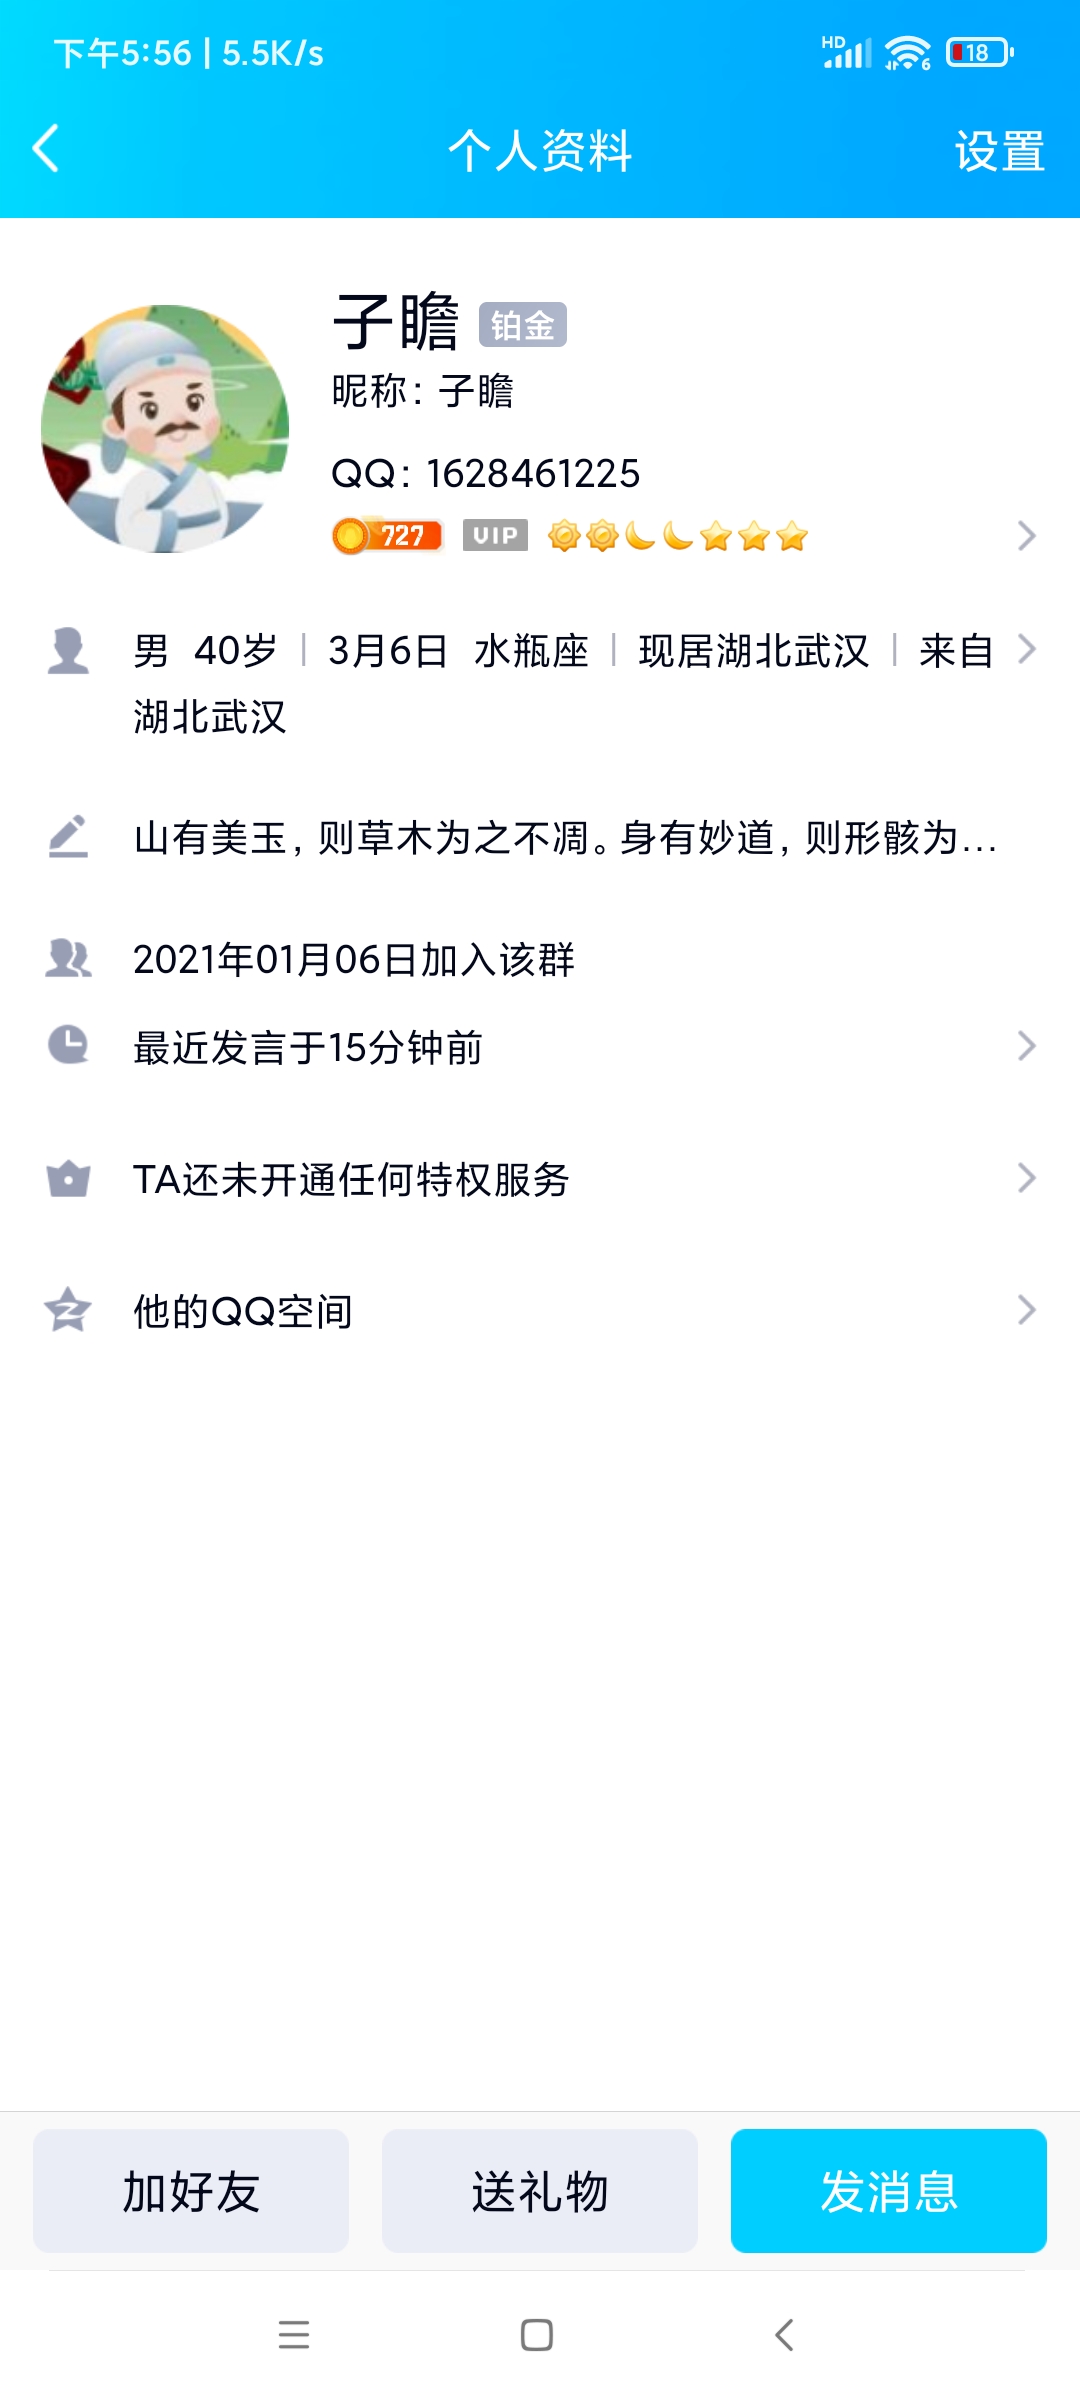 下午5:56 | 5.5K/s
HD
6
18
个人资料
设置
子瞻 铂金
昵称：子瞻
QQ：1628461225
727 VIP
男 40岁 | 3月6日 水瓶座 | 现居湖北武汉 | 来自
湖北武汉
山有美玉，则草木为之不凋。身有妙道，则形骸为...
2021年01月06日加入该群
最近发言于15分钟前
TA还未开通任何特权服务
他的QQ空间
加好友
送礼物
发消息